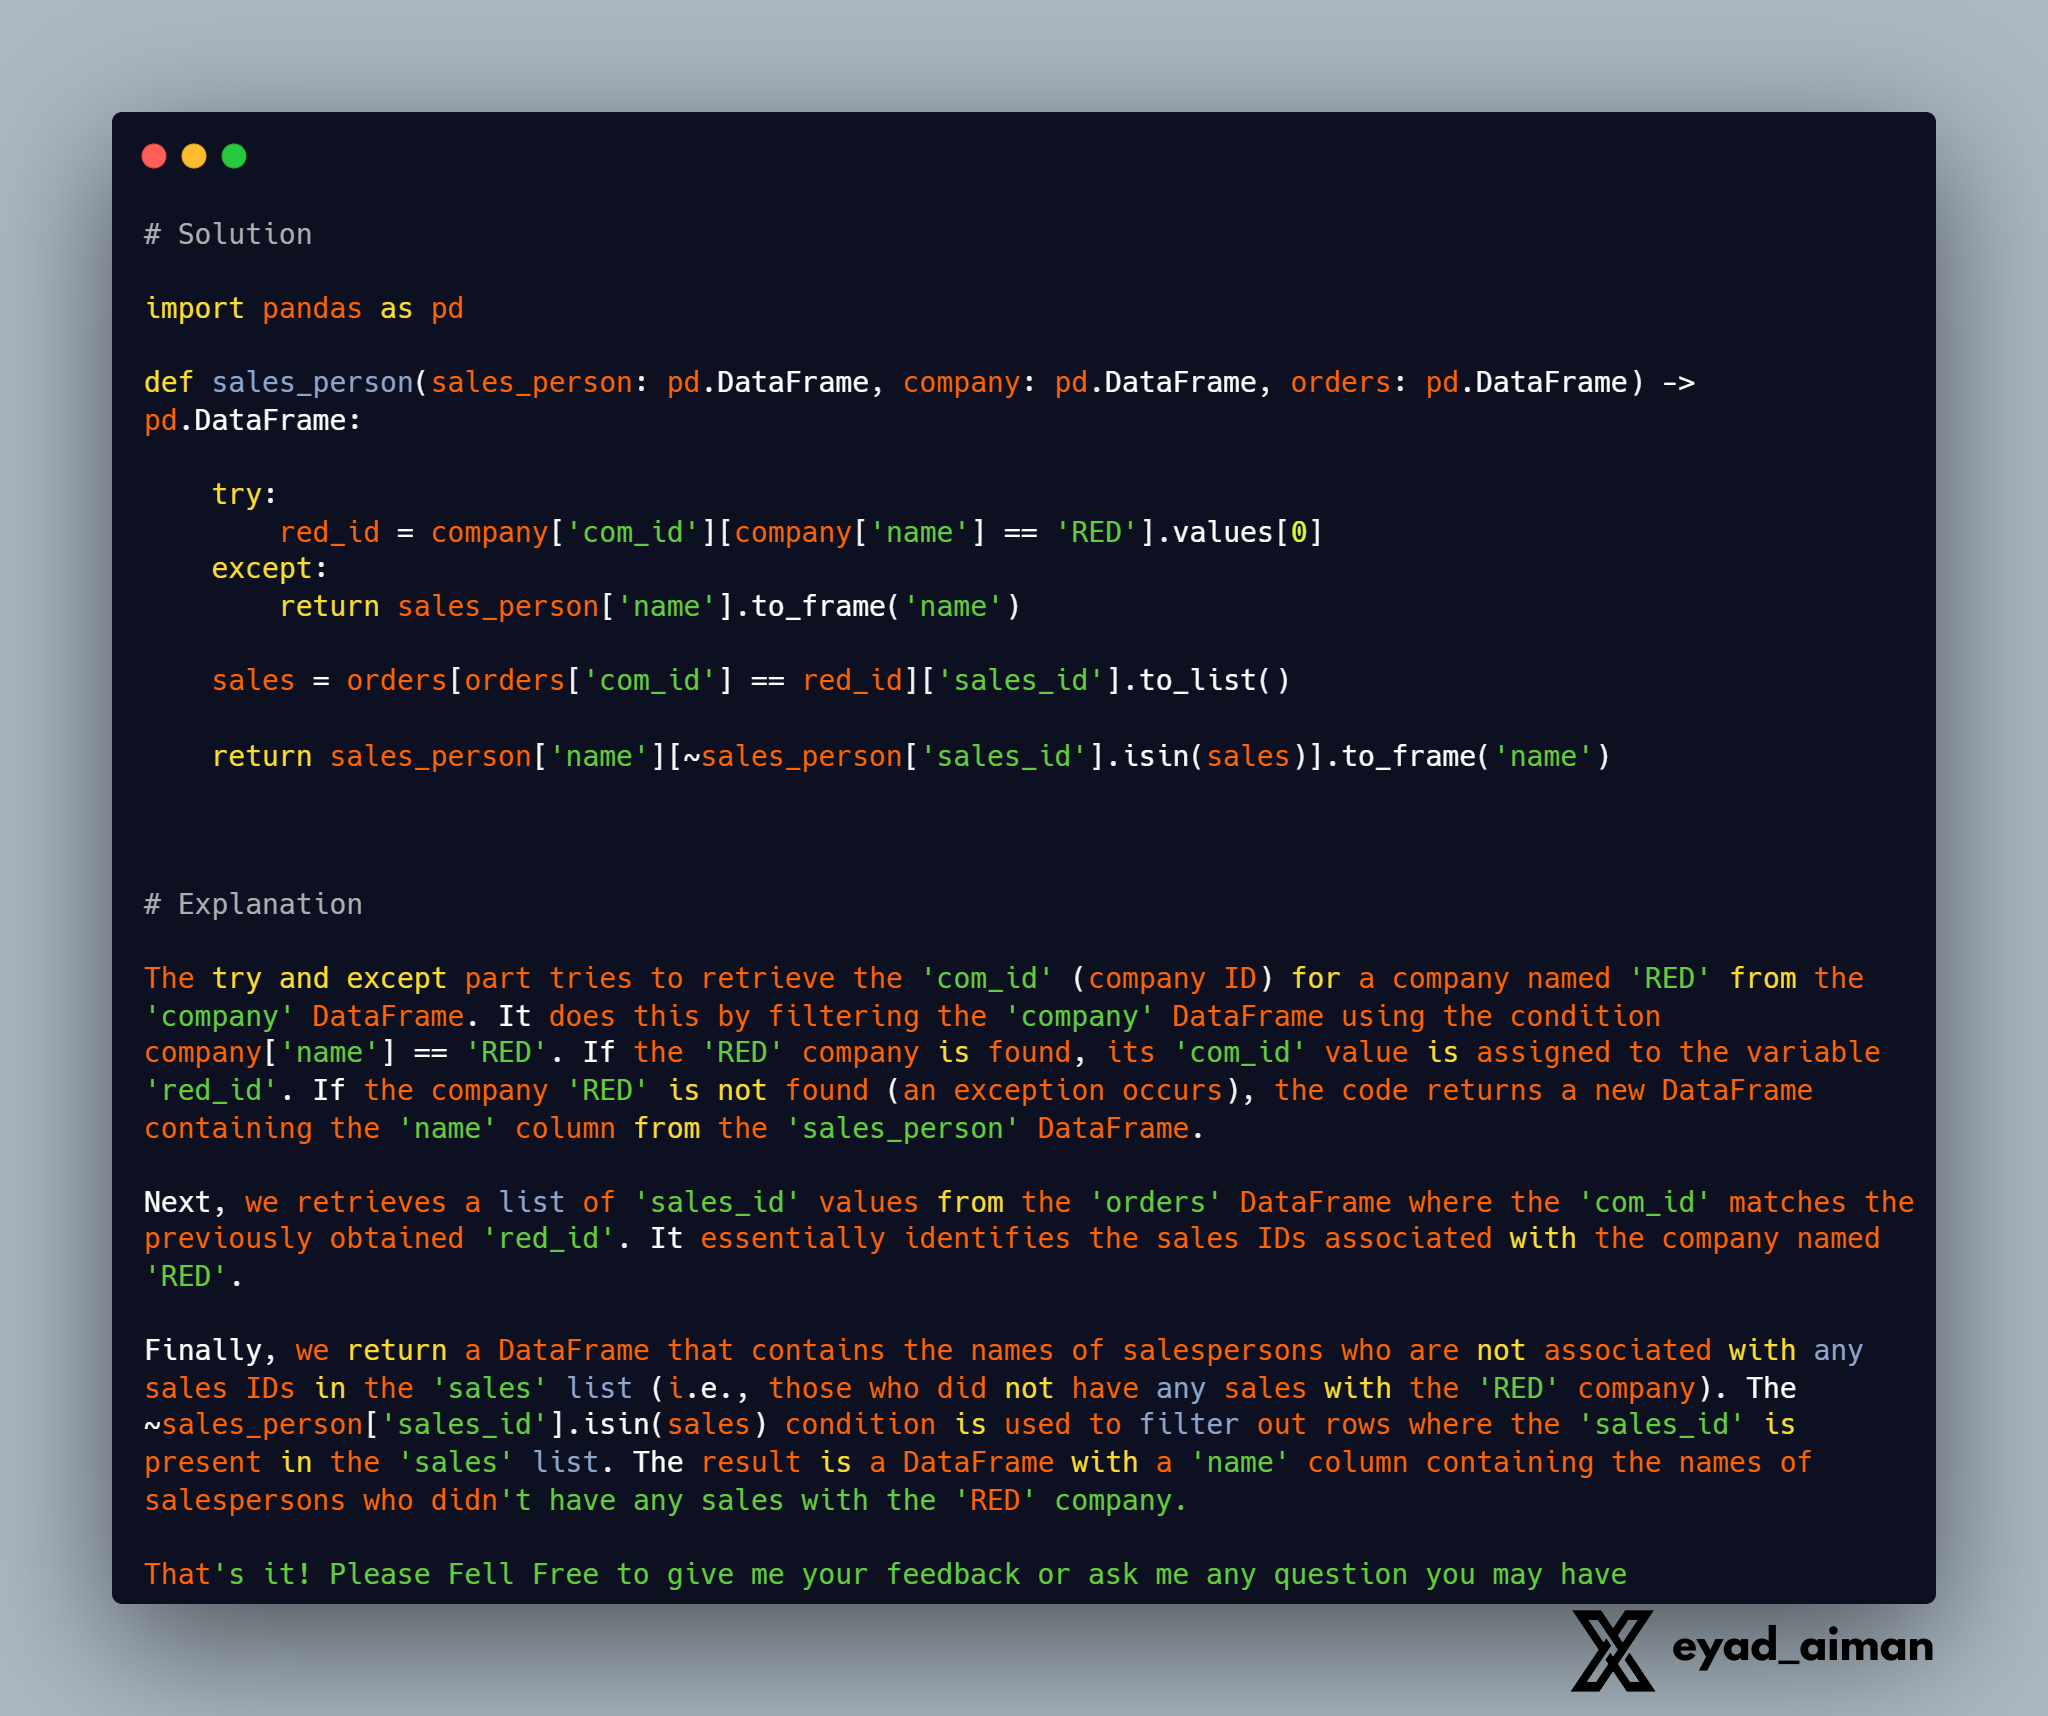 # Solution
import pandas as pd
def sales_person(sales_person: pd.DataFrame, company: pd.DataFrame, orders: pd.DataFrame) ->
pd.DataFrame:
    try:
        red_id = company['com_id'][company['name'] == 'RED'].values[0]
    except:
        return sales_person['name'].to_frame('name')
    sales = orders[orders['com_id'] == red_id]['sales_id'].to_list()
    return sales_person['name'][~sales_person['sales_id'].isin(sales)].to_frame('name')
# Explanation
The try and except part tries to retrieve the 'com_id' (company ID) for a company named 'RED' from the
'company' DataFrame. It does this by filtering the 'company' DataFrame using the condition
company['name'] == 'RED'. If the 'RED' company is found, its 'com_id' value is assigned to the variable
'red_id'. If the company 'RED' is not found (an exception occurs), the code returns a new DataFrame
containing the 'name' column from the 'sales_person' DataFrame.
Next, we retrieves a list of 'sales_id' values from the 'orders' DataFrame where the 'com_id' matches the
previously obtained 'red_id'. It essentially identifies the sales IDs associated with the company named
'RED'.
Finally, we return a DataFrame that contains the names of salespersons who are not associated with any
sales IDs in the 'sales' list (i.e., those who did not have any sales with the 'RED' company). The
~sales_person['sales_id'].isin(sales) condition is used to filter out rows where the 'sales_id' is
present in the 'sales' list. The result is a DataFrame with a 'name' column containing the names of
salespersons who didn't have any sales with the 'RED' company.
That's it! Please Fell Free to give me your feedback or ask me any question you may have
eyad_aiman